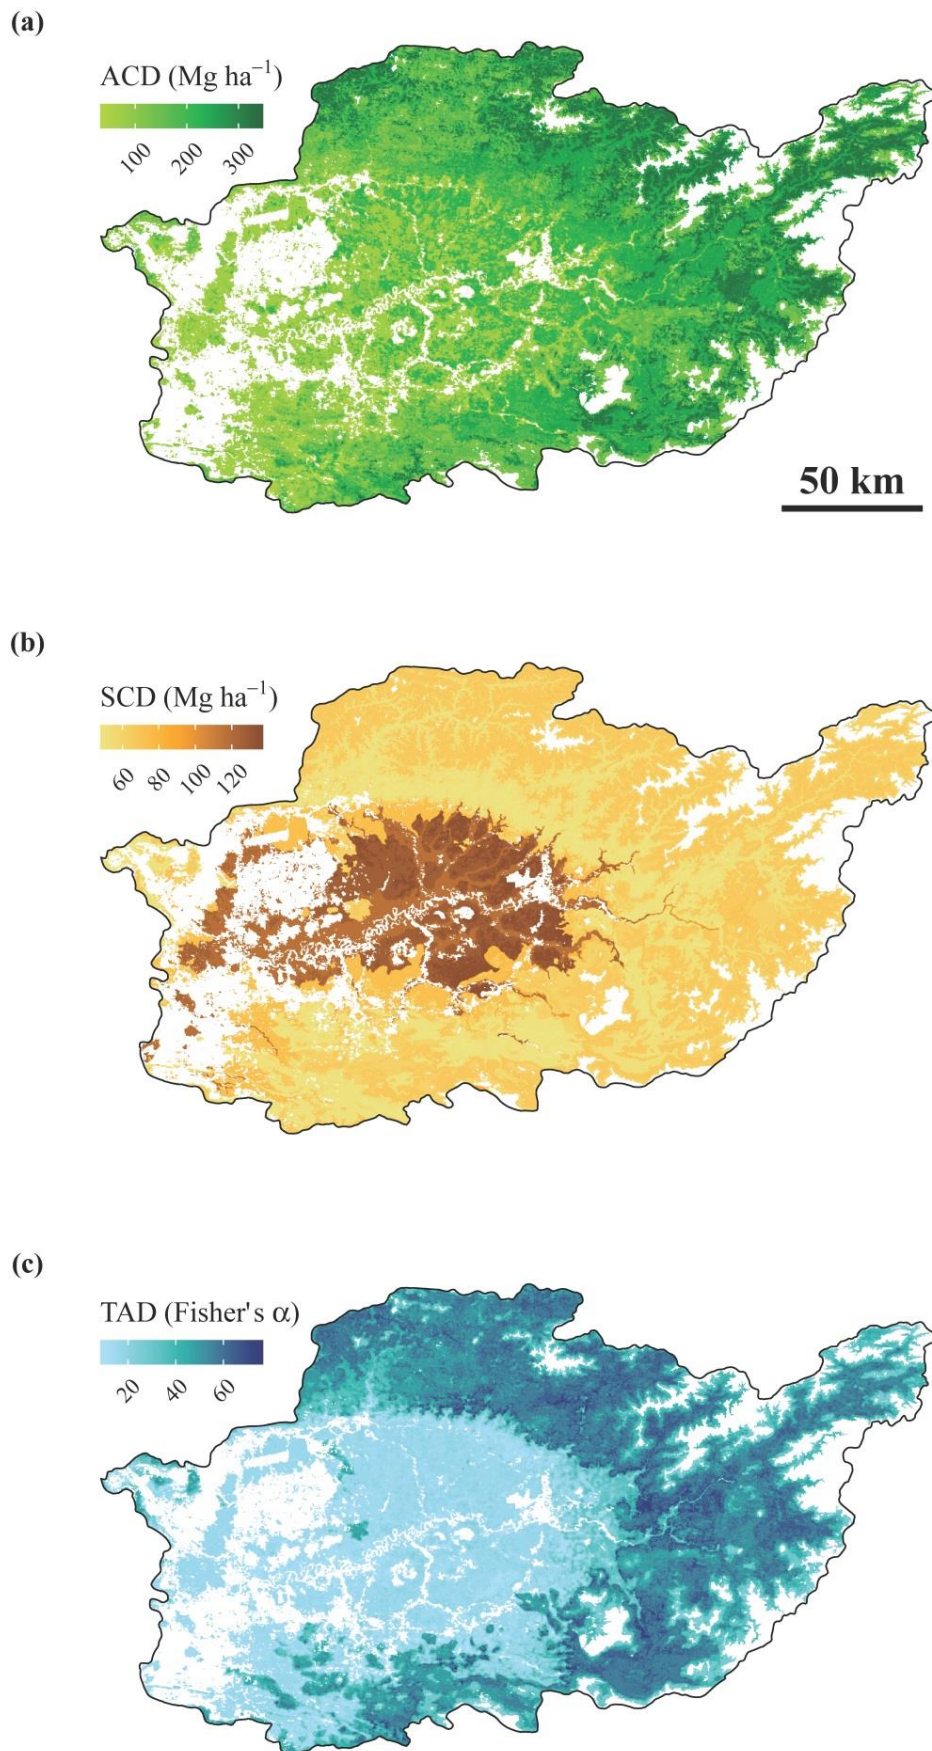 (a)
ACD (Mg ha⁻¹)
100 200 300
50 km
(b)
SCD (Mg ha⁻¹)
60 80 100 120
(c)
TAD (Fisher's α)
20 40 60